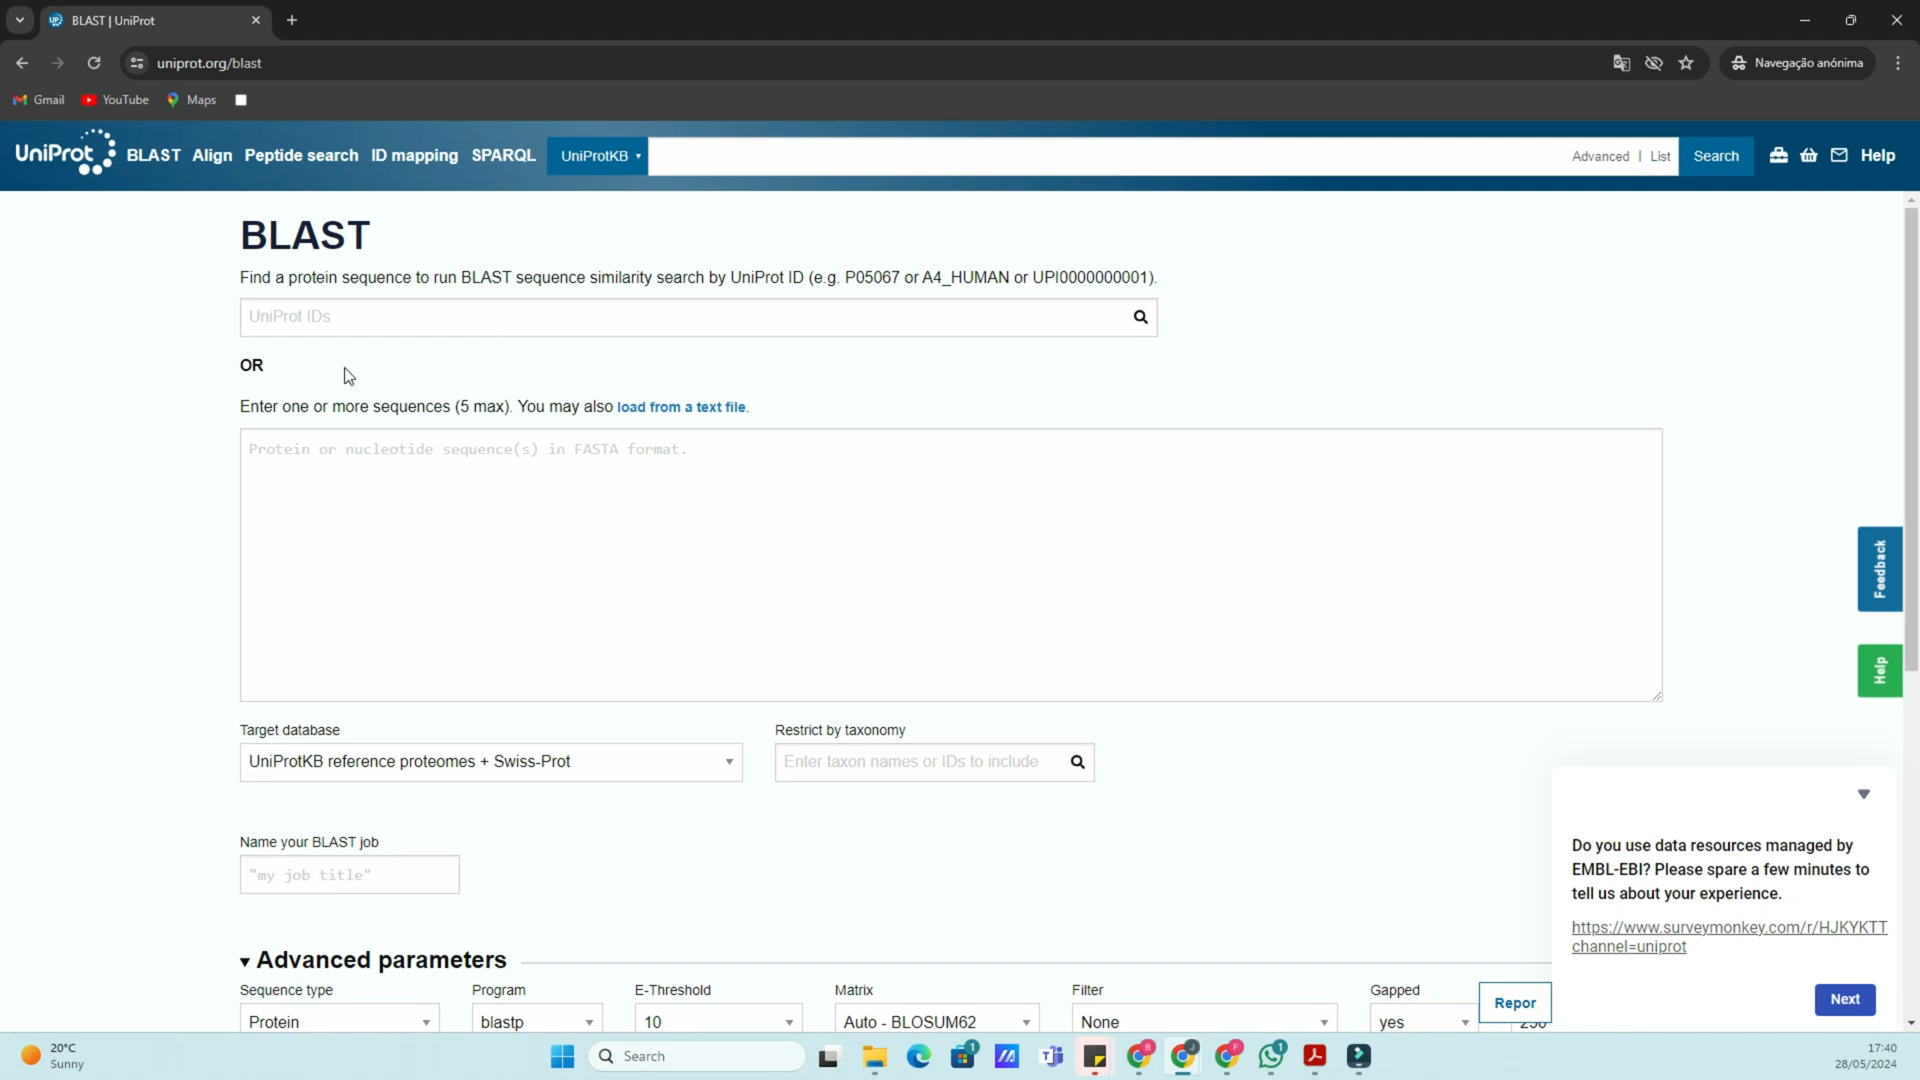 BLAST | UniProt
uniprot.org/blast
Navegação anónima
Gmail YouTube Maps
UniProt BLAST Align Peptide search ID mapping SPARQL UniProtKB Advanced | List Search Help
BLAST
Find a protein sequence to run BLAST sequence similarity search by UniProt ID (e.g. P05067 or A4_HUMAN or UPI0000000001).
UniProt IDs
OR
Enter one or more sequences (5 max). You may also load from a text file.
Protein or nucleotide sequence(s) in FASTA format.
Feedback
Help
Target database Restrict by taxonomy
UniProtKB reference proteomes + Swiss-Prot Enter taxon names or IDs to include
Name your BLAST job
"my job title"
Do you use data resources managed by
EMBL-EBI? Please spare a few minutes to
tell us about your experience.
https://www.surveymonkey.com/r/HJKYKTT
channel=uniprot
Next
Advanced parameters
Sequence type Program E-Threshold Matrix Filter Gapped
Protein blastp 10 Auto - BLOSUM62 None yes 250
Repor
20°C
Sunny
Search
17:40
28/05/2024